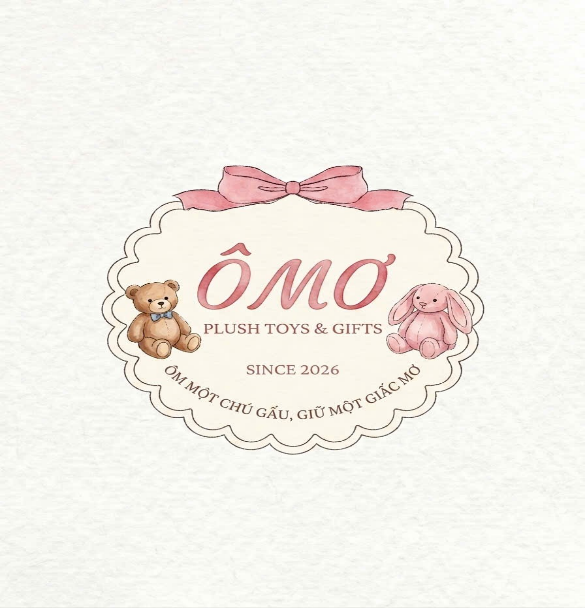 ÔMƠ
PLUSH TOYS & GIFTS
SINCE 2026
ÔM MỘT CHÚ GẤU, GIỮ MỘT GIẤC MƠ